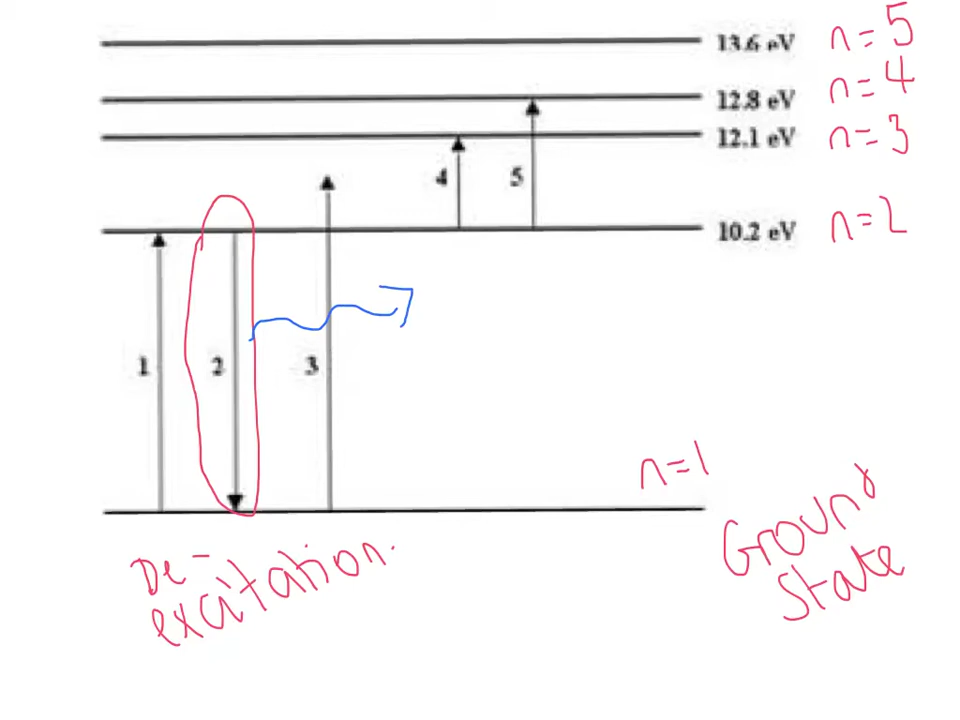 13.6 eV n=5
12.8 eV n=4
12.1 eV n=3
4 5
10.2 eV n=2
1 2 3
n=1
Ground
State
De-
excitation.